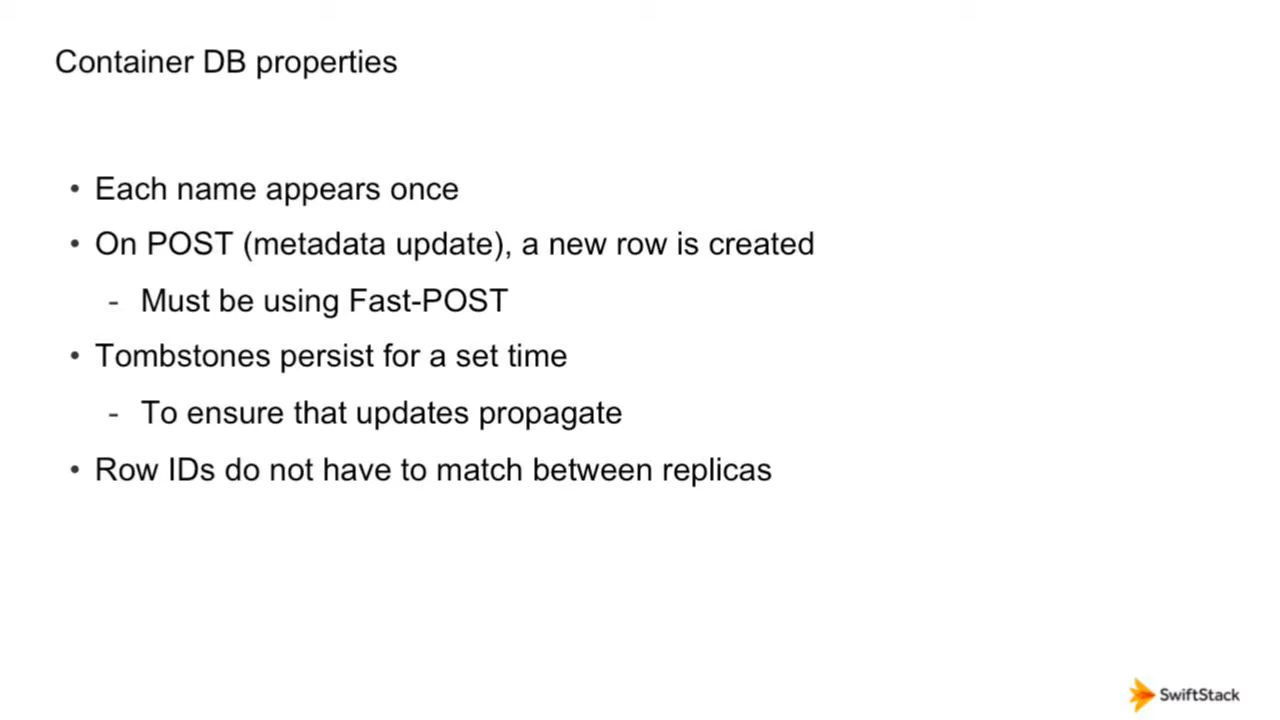 Container DB properties
• Each name appears once
• On POST (metadata update), a new row is created
- Must be using Fast-POST
• Tombstones persist for a set time
- To ensure that updates propagate
• Row IDs do not have to match between replicas
SwiftStack